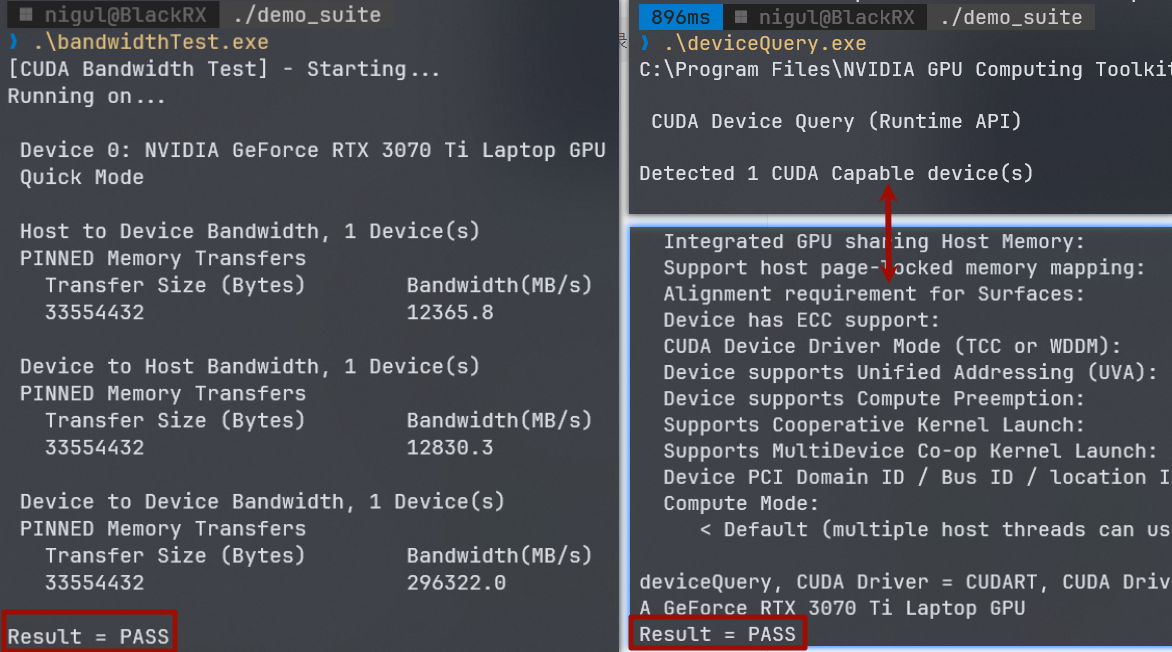 nigul@BlackRX ./demo_suite
❯ .\bandwidthTest.exe
[CUDA Bandwidth Test] - Starting...
Running on...
Device 0: NVIDIA GeForce RTX 3070 Ti Laptop GPU
Quick Mode
Host to Device Bandwidth, 1 Device(s)
PINNED Memory Transfers
Transfer Size (Bytes) Bandwidth(MB/s)
33554432 12365.8
Device to Host Bandwidth, 1 Device(s)
PINNED Memory Transfers
Transfer Size (Bytes) Bandwidth(MB/s)
33554432 12830.3
Device to Device Bandwidth, 1 Device(s)
PINNED Memory Transfers
Transfer Size (Bytes) Bandwidth(MB/s)
33554432 296322.0
Result = PASS
896ms nigul@BlackRX ./demo_suite
❯ .\deviceQuery.exe
C:\Program Files\NVIDIA GPU Computing Toolkit
CUDA Device Query (Runtime API)
Detected 1 CUDA Capable device(s)
Integrated GPU sharing Host Memory:
Support host page-locked memory mapping:
Alignment requirement for Surfaces:
Device has ECC support:
CUDA Device Driver Mode (TCC or WDDM):
Device supports Unified Addressing (UVA):
Device supports Compute Preemption:
Supports Cooperative Kernel Launch:
Supports MultiDevice Co-op Kernel Launch:
Device PCI Domain ID / Bus ID / location I
Compute Mode:
< Default (multiple host threads can us
deviceQuery, CUDA Driver = CUDART, CUDA Driv
A GeForce RTX 3070 Ti Laptop GPU
Result = PASS